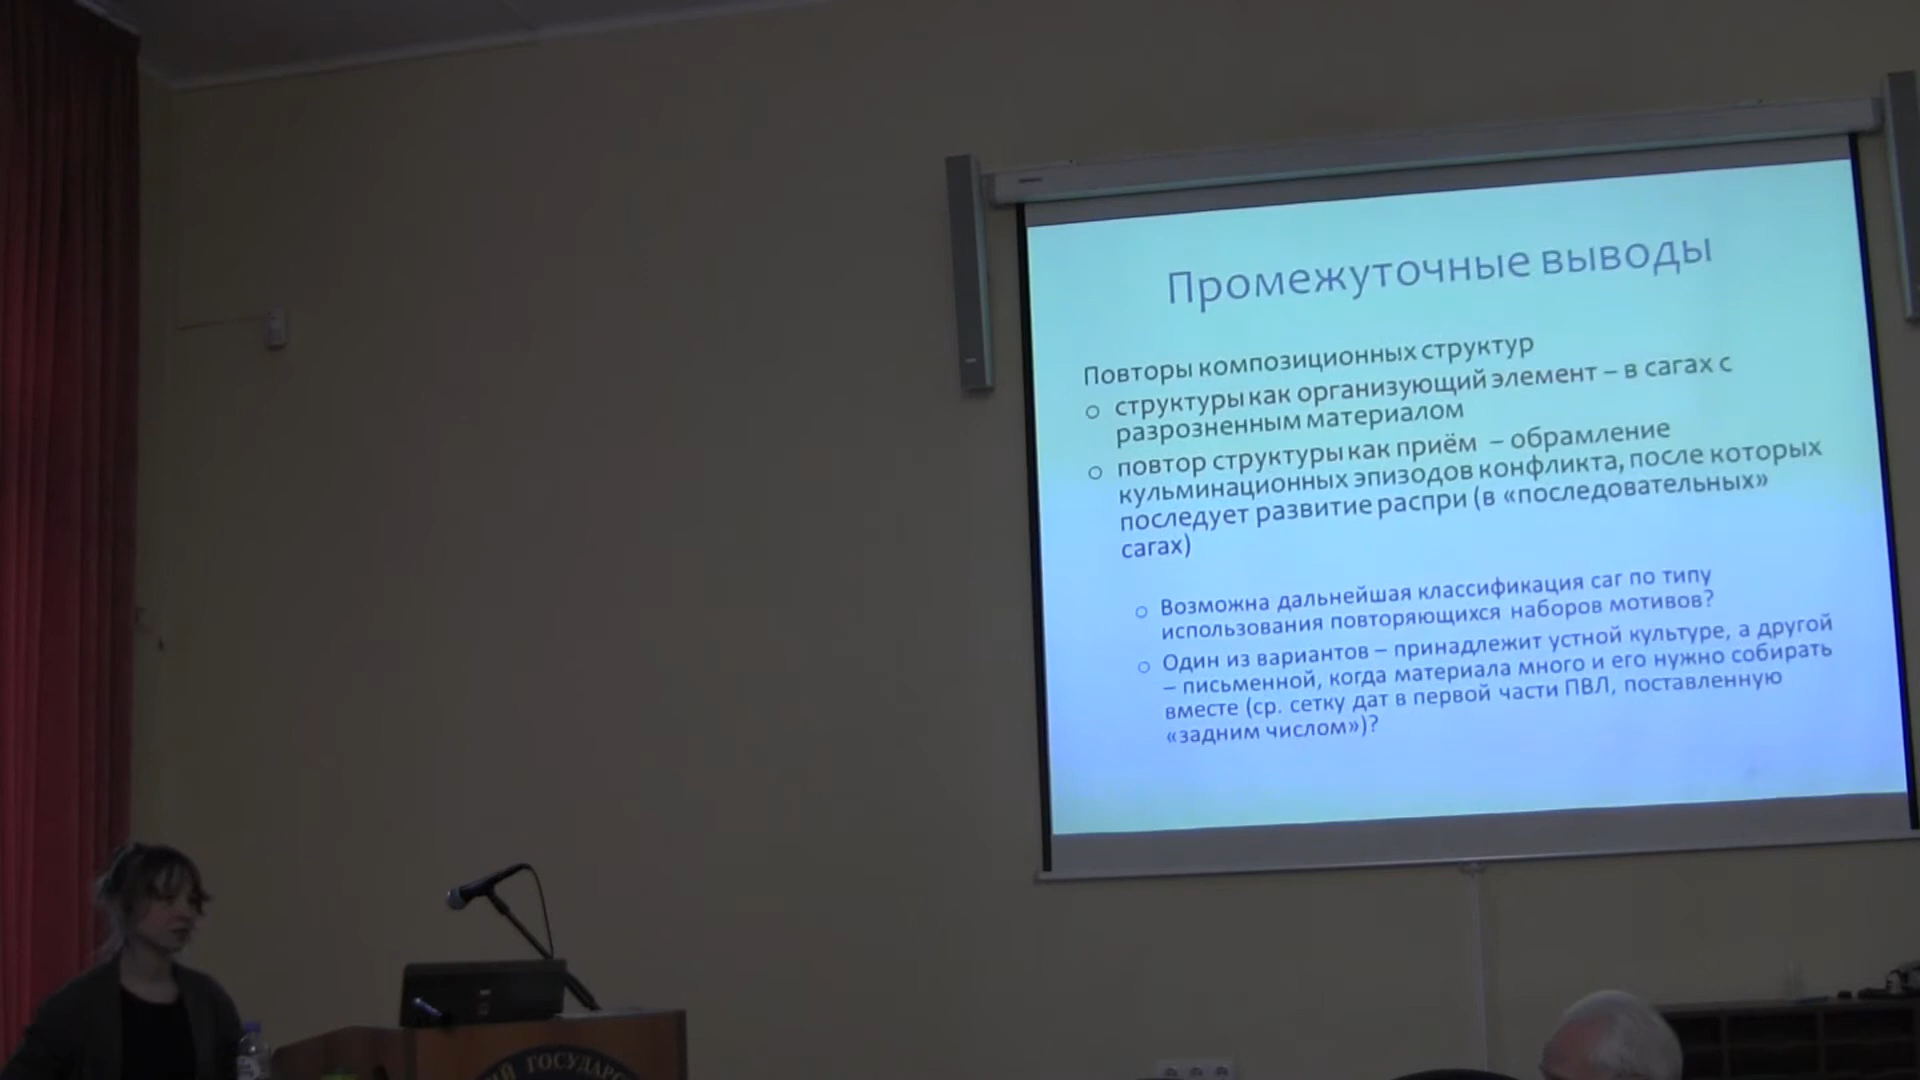 Промежуточные выводы
Повторы композиционных структур
структуры как организующий элемент – в сагах с
разрозненным материалом
повтор структуры как приём – обрамление
кульминационных эпизодов конфликта, после которых
последует развитие распри (в «последовательных»
сагах)
Возможна дальнейшая классификация саг по типу
использования повторяющихся наборов мотивов?
Один из вариантов – принадлежит устной культуре, а другой
– письменной, когда материала много и его нужно собирать
вместе (ср. сетку дат в первой части ПВЛ, поставленную
«задним числом»)?